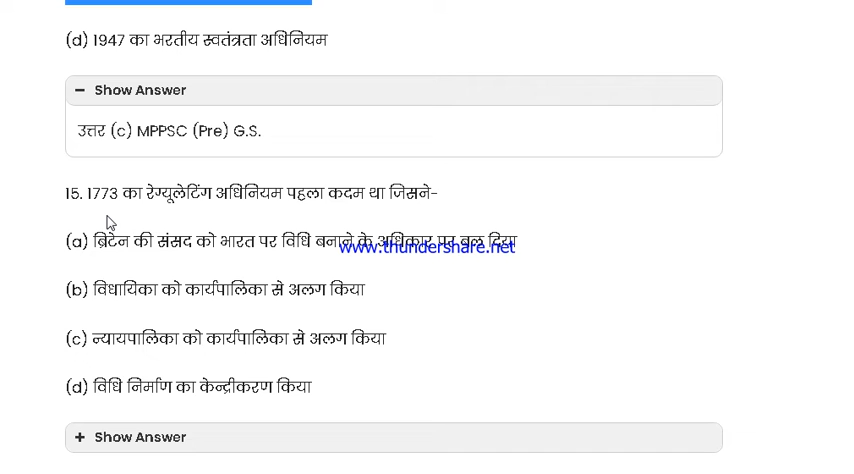 (d) 1947 का भरतीय स्वतंत्रता अधिनियम
− Show Answer
उत्तर (c) MPPSC (Pre) G.S.
15. 1773 का रेग्यूलेटिंग अधिनियम पहला कदम था जिसने-
(a) ब्रिटेन की संसद को भारत पर विधि बनाने के अधिकार पर बल दिया
www.thundershare.net
(b) विधायिका को कार्यपालिका से अलग किया
(c) न्यायपालिका को कार्यपालिका से अलग किया
(d) विधि निर्माण का केन्द्रीकरण किया
+ Show Answer